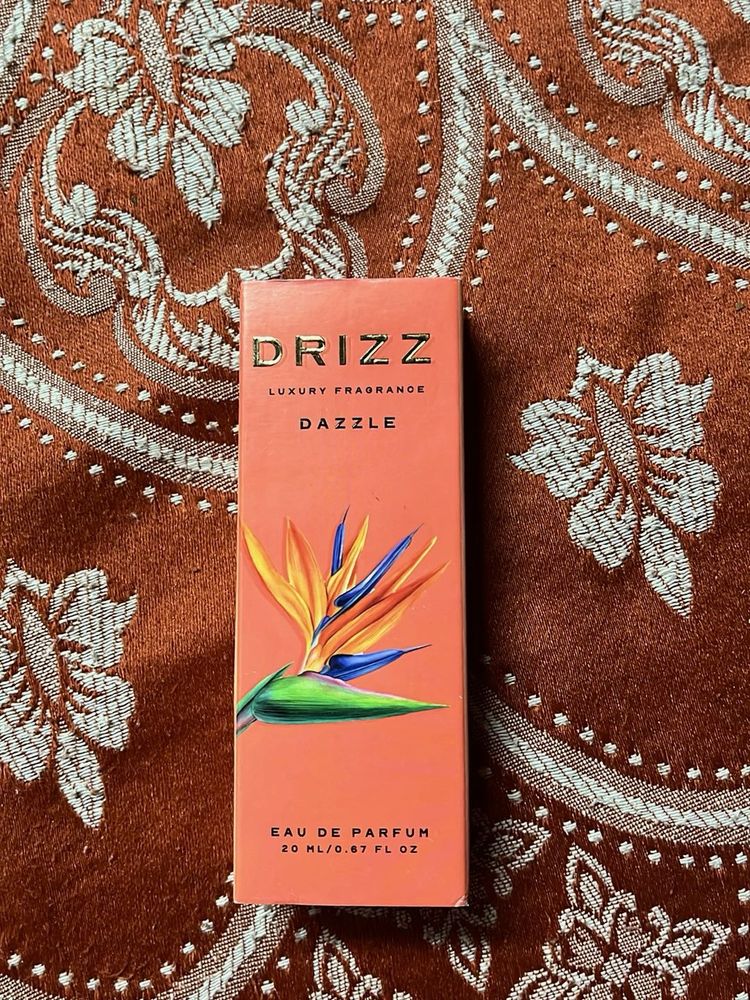 DRIZZ
LUXURY FRAGRANCE
DAZZLE
EAU DE PARFUM
20 ML/0.67 FL OZ